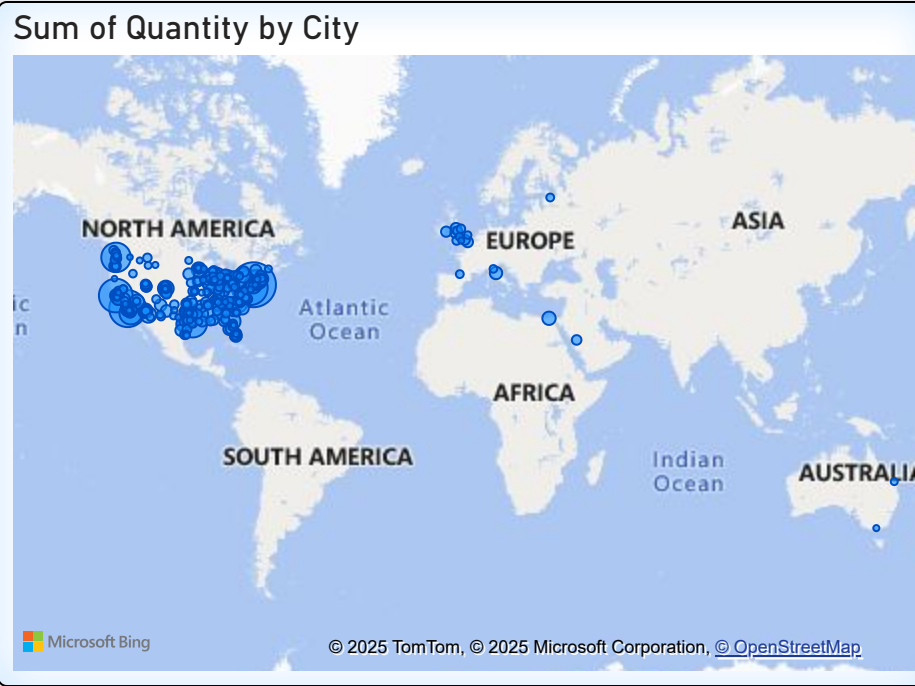 Sum of Quantity by City
NORTH AMERICA
ASIA
EUROPE
ic
n
Atlantic
Ocean
AFRICA
SOUTH AMERICA
Indian
Ocean
AUSTRALIA
Microsoft Bing
© 2025 TomTom, © 2025 Microsoft Corporation, © OpenStreetMap